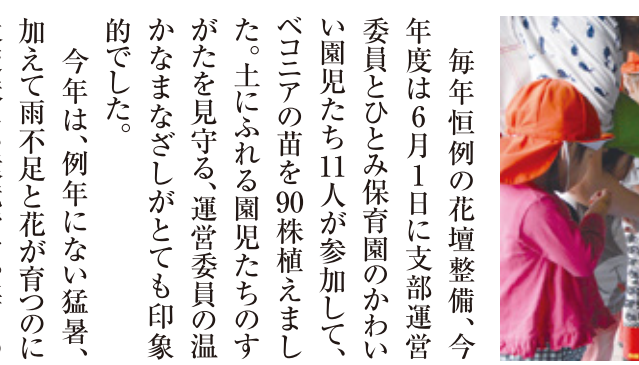 毎年恒例の花壇整備、今
年度は6月1日に支部運営
委員とひとみ保育園のかわい
い園児たち11人が参加して、
ベコニアの苗を90株植えまし
た。土にふれる園児たちのす
がたを見守る、運営委員の温
かなまなざしがとても印象
的でした。
今年は、例年にない猛暑、
加えて雨不足と花が育つのに